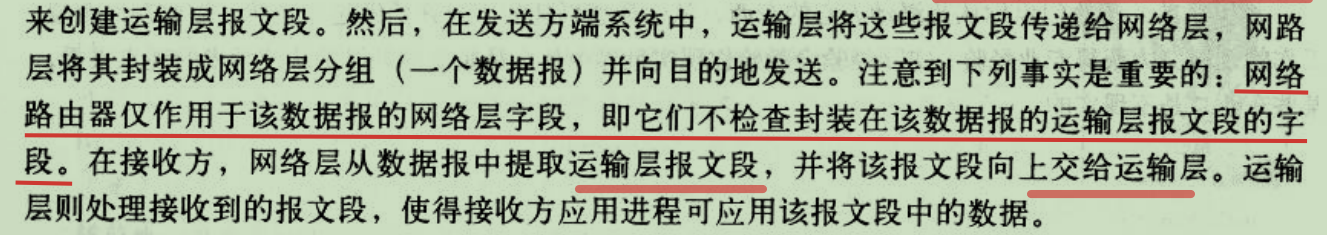 来创建运输层报文段。然后，在发送方端系统中，运输层将这些报文段传递给网络层，网路
层将其封装成网络层分组（一个数据报）并向目的地发送。注意到下列事实是重要的：网络
路由器仅作用于该数据报的网络层字段，即它们不检查封装在该数据报的运输层报文段的字
段。在接收方，网络层从数据报中提取运输层报文段，并将该报文段向上交给运输层。运输
层则处理接收到的报文段，使得接收方应用进程可应用该报文段中的数据。